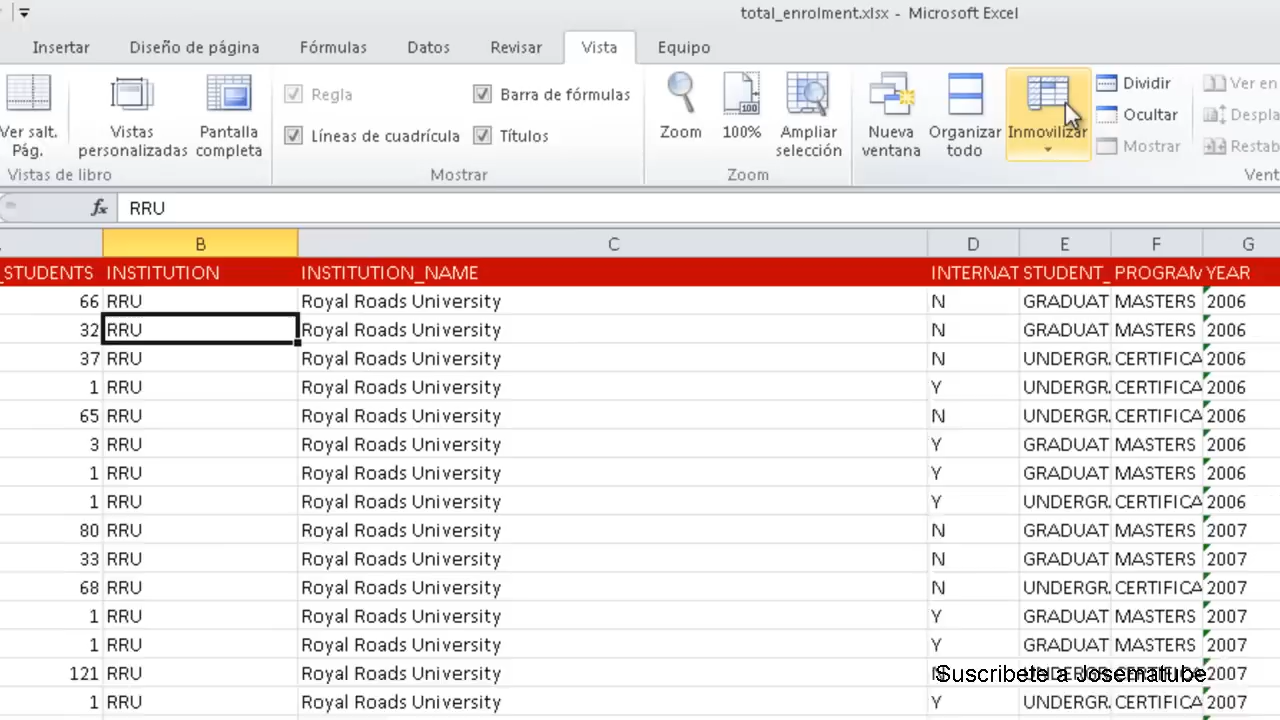 total_enrolment.xlsx - Microsoft Excel
Insertar Diseño de página Fórmulas Datos Revisar Vista Equipo
Ver salt. Pág.
Vistas personalizadas
Pantalla completa
Vistas de libro
Regla
Barra de fórmulas
Líneas de cuadrícula
Títulos
Mostrar
Zoom
100%
Ampliar selección
Zoom
Nueva ventana
Organizar todo
Inmovilizar
Dividir
Ocultar
Mostrar
Ver en
Despla
Restab
Vent
fx RRU
B C D E F G
_STUDENTS INSTITUTION INSTITUTION_NAME INTERNAT STUDENT_ PROGRAM YEAR
66 RRU Royal Roads University N GRADUAT MASTERS 2006
32 RRU Royal Roads University N GRADUAT MASTERS 2006
37 RRU Royal Roads University N UNDERGR. CERTIFICA 2006
1 RRU Royal Roads University Y UNDERGR. CERTIFICA 2006
65 RRU Royal Roads University N UNDERGR. CERTIFICA 2006
3 RRU Royal Roads University Y GRADUAT MASTERS 2006
1 RRU Royal Roads University Y GRADUAT MASTERS 2006
1 RRU Royal Roads University Y UNDERGR. CERTIFICA 2006
80 RRU Royal Roads University N GRADUAT MASTERS 2007
33 RRU Royal Roads University N GRADUAT MASTERS 2007
68 RRU Royal Roads University N UNDERGR. CERTIFICA 2007
1 RRU Royal Roads University Y GRADUAT MASTERS 2007
1 RRU Royal Roads University Y GRADUAT MASTERS 2007
121 RRU Royal Roads University 2007
Suscribete a Josematube
1 RRU Royal Roads University Y UNDERGR. CERTIFICA 2007